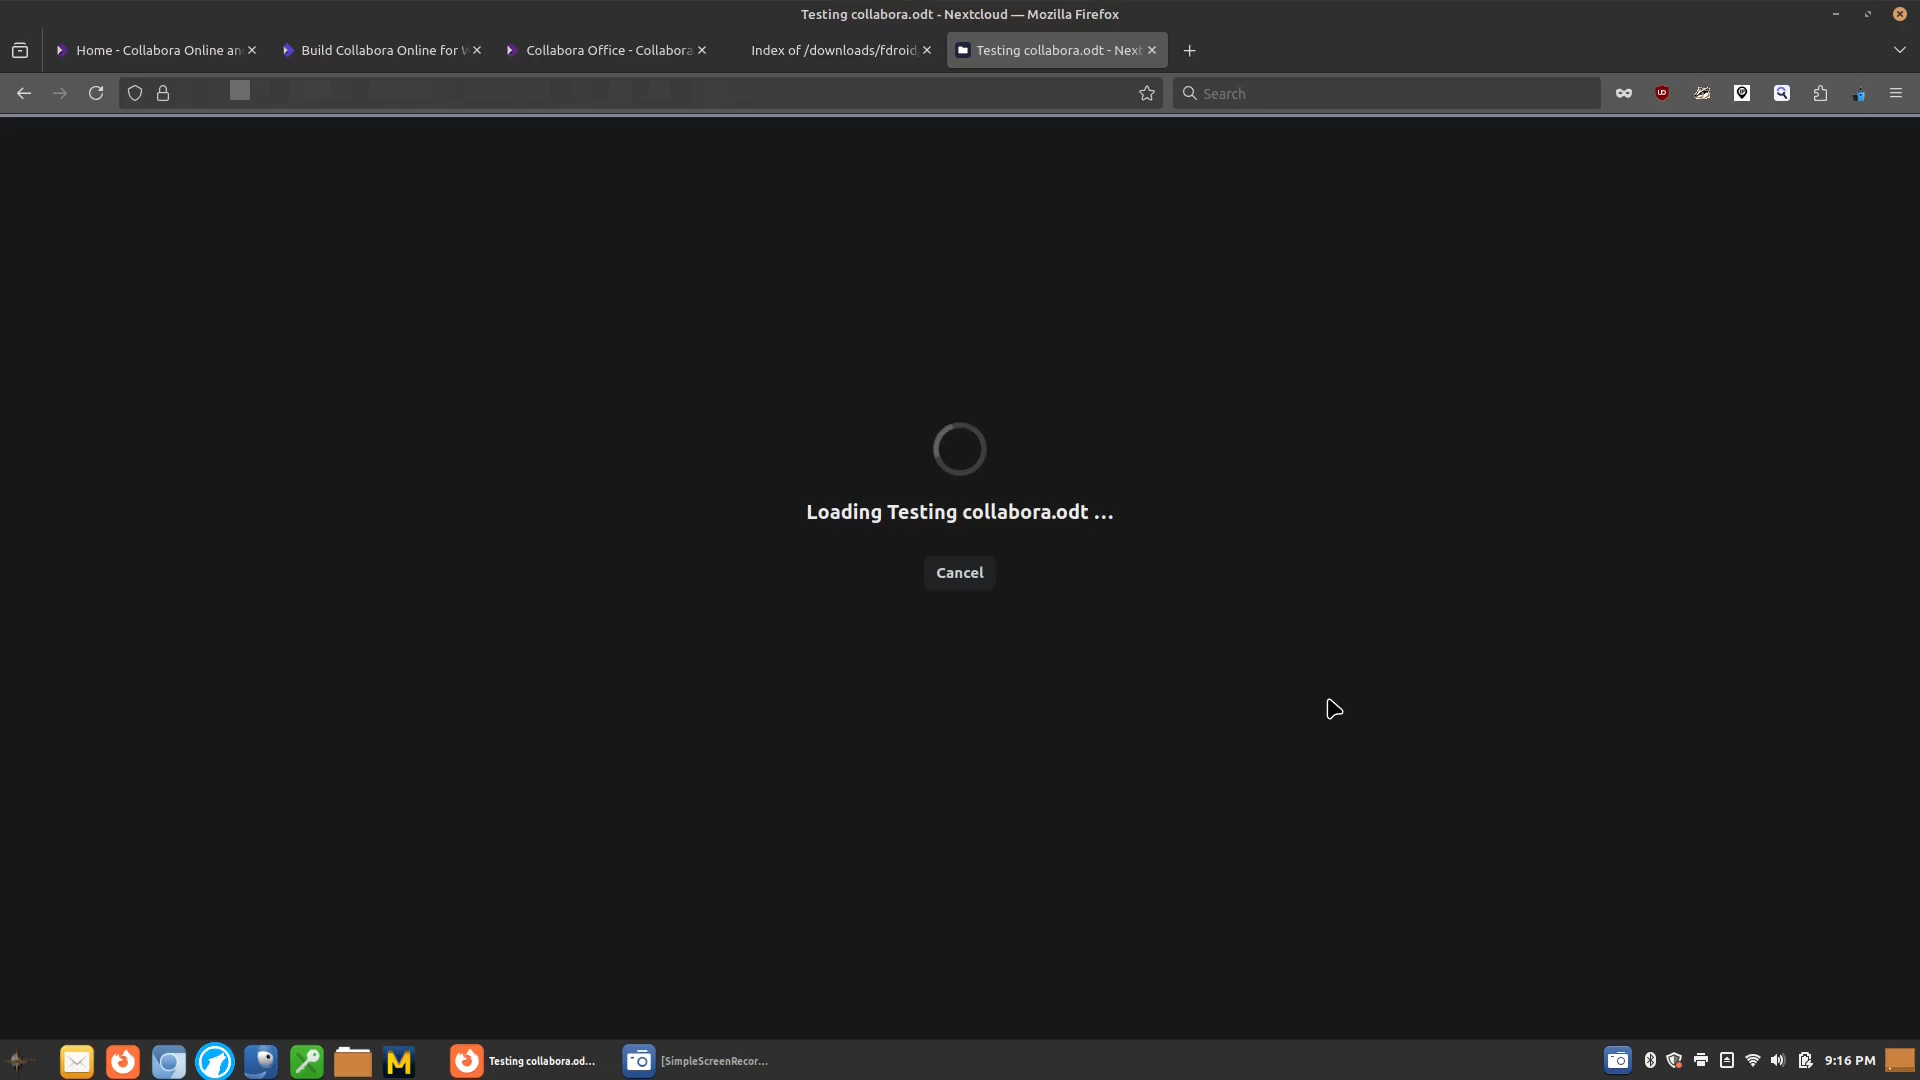 Testing collabora.odt - Nextcloud — Mozilla Firefox
Home - Collabora Online an
Build Collabora Online for W
Collabora Office - Collabora
Index of /downloads/fdroid
Testing collabora.odt - Next
Search
Loading Testing collabora.odt ...
Cancel
M
Testing collabora.od...
[SimpleScreenRecor...
9:16 PM